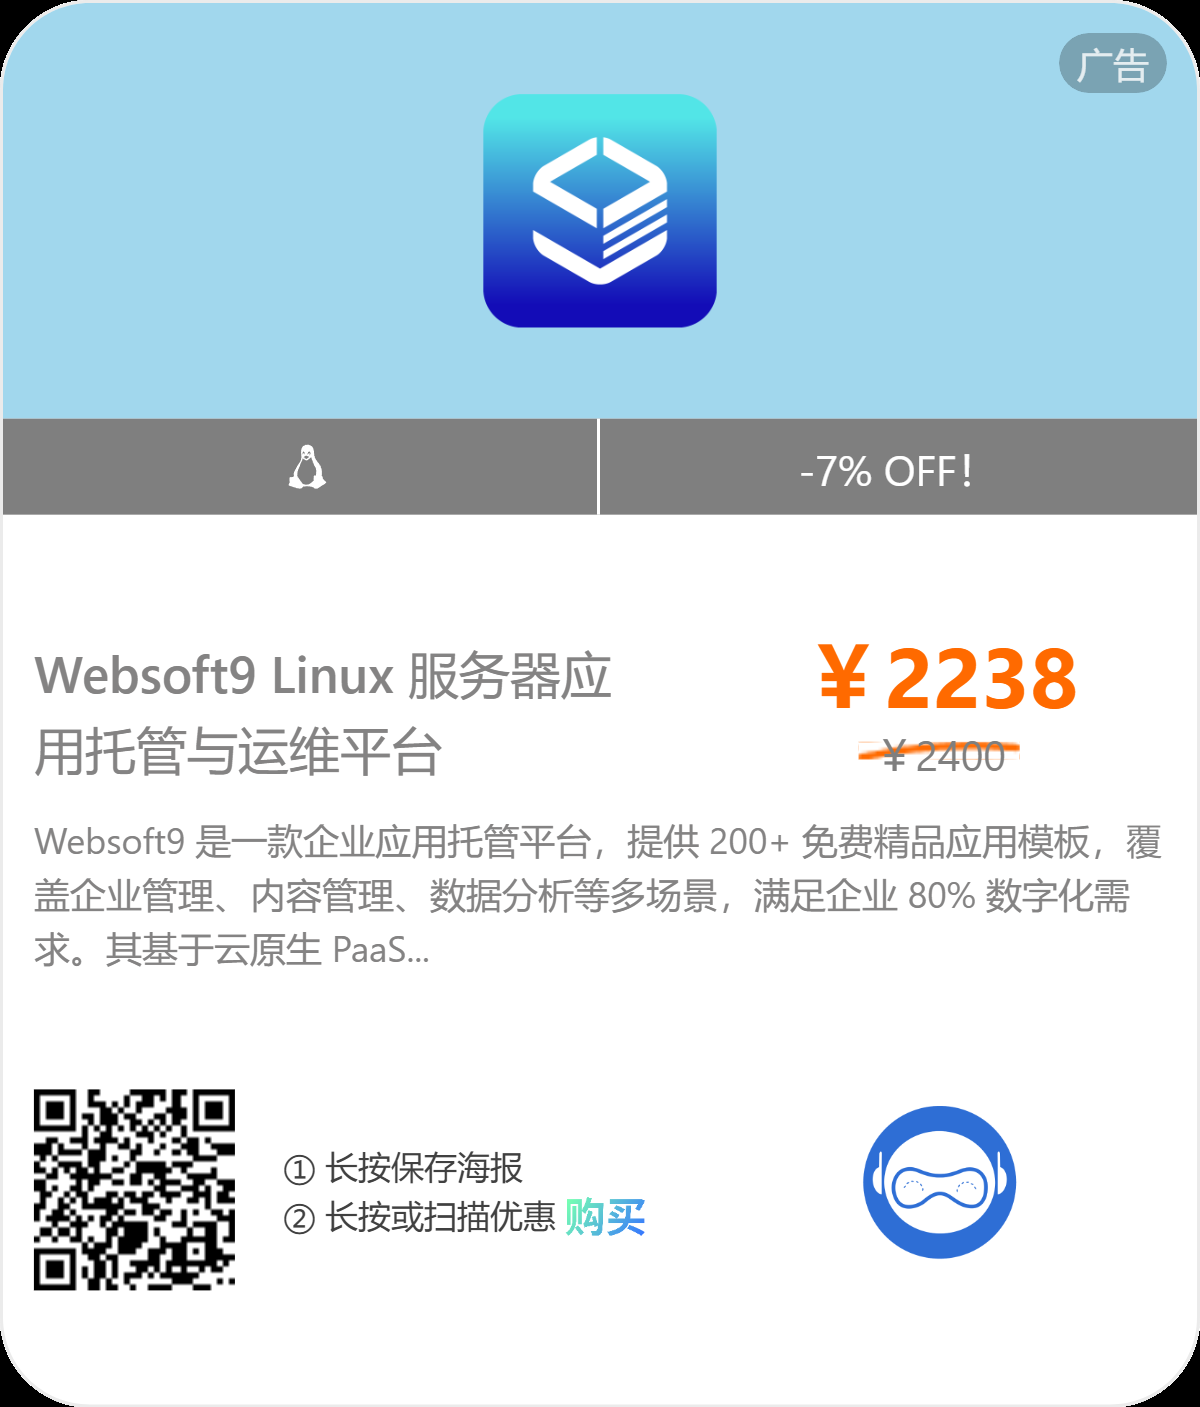 广告
-7% OFF!
Websoft9 Linux 服务器应
用托管与运维平台
¥2238
¥2400
Websoft9 是一款企业应用托管平台，提供 200+ 免费精品应用模板，覆
盖企业管理、内容管理、数据分析等多场景，满足企业 80% 数字化需
求。其基于云原生 PaaS...
① 长按保存海报
② 长按或扫描优惠 购买